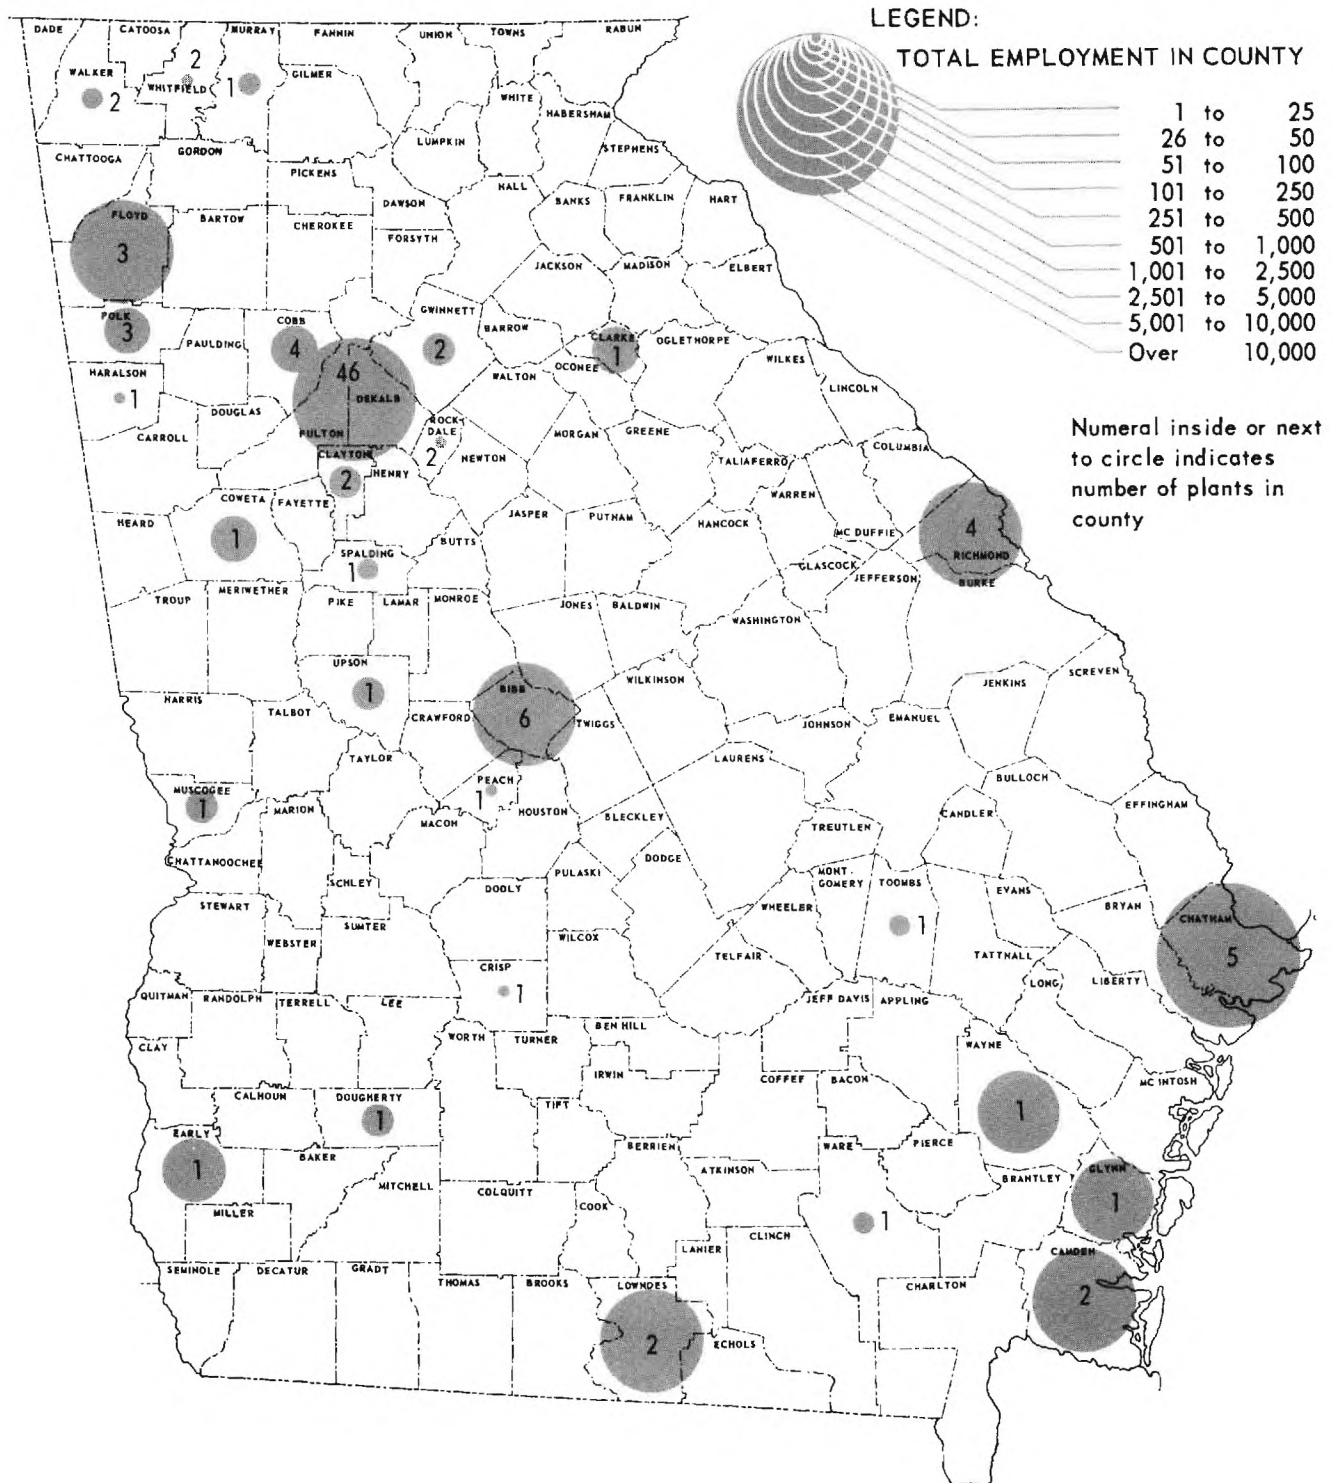 LEGEND:
TOTAL EMPLOYMENT IN COUNTY
1 to 25
26 to 50
51 to 100
101 to 250
251 to 500
501 to 1,000
1,001 to 2,500
2,501 to 5,000
5,001 to 10,000
Over 10,000
Numeral inside or next
to circle indicates
number of plants in
county
DADE
CATOOSA
MURRAY
FANNIN
UNION
TOWNS
RABUN
WALKER
2
2
WHITFIELD
1
GILMER
WHITE
HABERSHAM
LUMPKIN
STEPHENS
CHATTOOGA
GORDON
PICKENS
DAWSON
HALL
BANKS
FRANKLIN
HART
FLOYD
3
BARTOW
CHEROKEE
FORSYTH
JACKSON
MADISON
ELBERT
POLK
3
PAULDING
COBB
4
GWINNETT
2
BARROW
CLARKE
1
OCONEE
OGLETHORPE
WILKES
LINCOLN
HARALSON
1
DOUGLAS
46
DEKALB
FULTON
WALTON
ROCK
DALE
2
NEWTON
MORGAN
GREENE
TALIAFERRO
COLUMBIA
CARROLL
CLAYTON
2
HENRY
COWETA
1
FAYETTE
HEARD
SPALDING
1
BUTTS
JASPER
PUTNAM
HANCOCK
WARREN
MC DUFFIE
4
RICHMOND
GLASCOCK
JEFFERSON
BURKE
TROUP
MERIWETHER
PIKE
LAMAR
MONROE
JONES
BALDWIN
WASHINGTON
UPSON
1
BIBB
6
WILKINSON
TWIGGS
JENKINS
SCREVEN
HARRIS
TALBOT
CRAWFORD
JOHNSON
EMANUEL
TAYLOR
PEACH
1
HOUSTON
LAURENS
BULLOCH
EFFINGHAM
MUSCOGEE
1
MARION
MACON
BLECKLEY
TREUTLEN
CANDLER
CHATTANOOCHEE
SCHLEY
DOOLY
PULASKI
DODGE
MONT-
GOMERY
TOOMBS
1
EVANS
STEWART
WEBSTER
SUMTER
WILCOX
WHEELER
BRYAN
CHATHAM
5
CRISP
1
TELFAIR
TATTNALL
LONG
LIBERTY
QUITMAN
RANDOLPH
TERRELL
LEE
JEFF DAVIS
APPLING
CLAY
WORTH
TURNER
BEN HILL
WAYNE
1
IRWIN
COFFEE
BACON
MC INTOSH
CALHOUN
DOUGHERTY
1
TIFT
EARLY
1
BAKER
BERRIEN
WARE
1
PIERCE
ATKINSON
BRANTLEY
GLYNN
1
MITCHELL
COLQUITT
COOK
MILLER
LANIER
CLINCH
CAMDEN
2
SEMINOLE
DECATUR
GRADT
THOMAS
BROOKS
LOWNDES
2
ECHOLS
CHARLTON